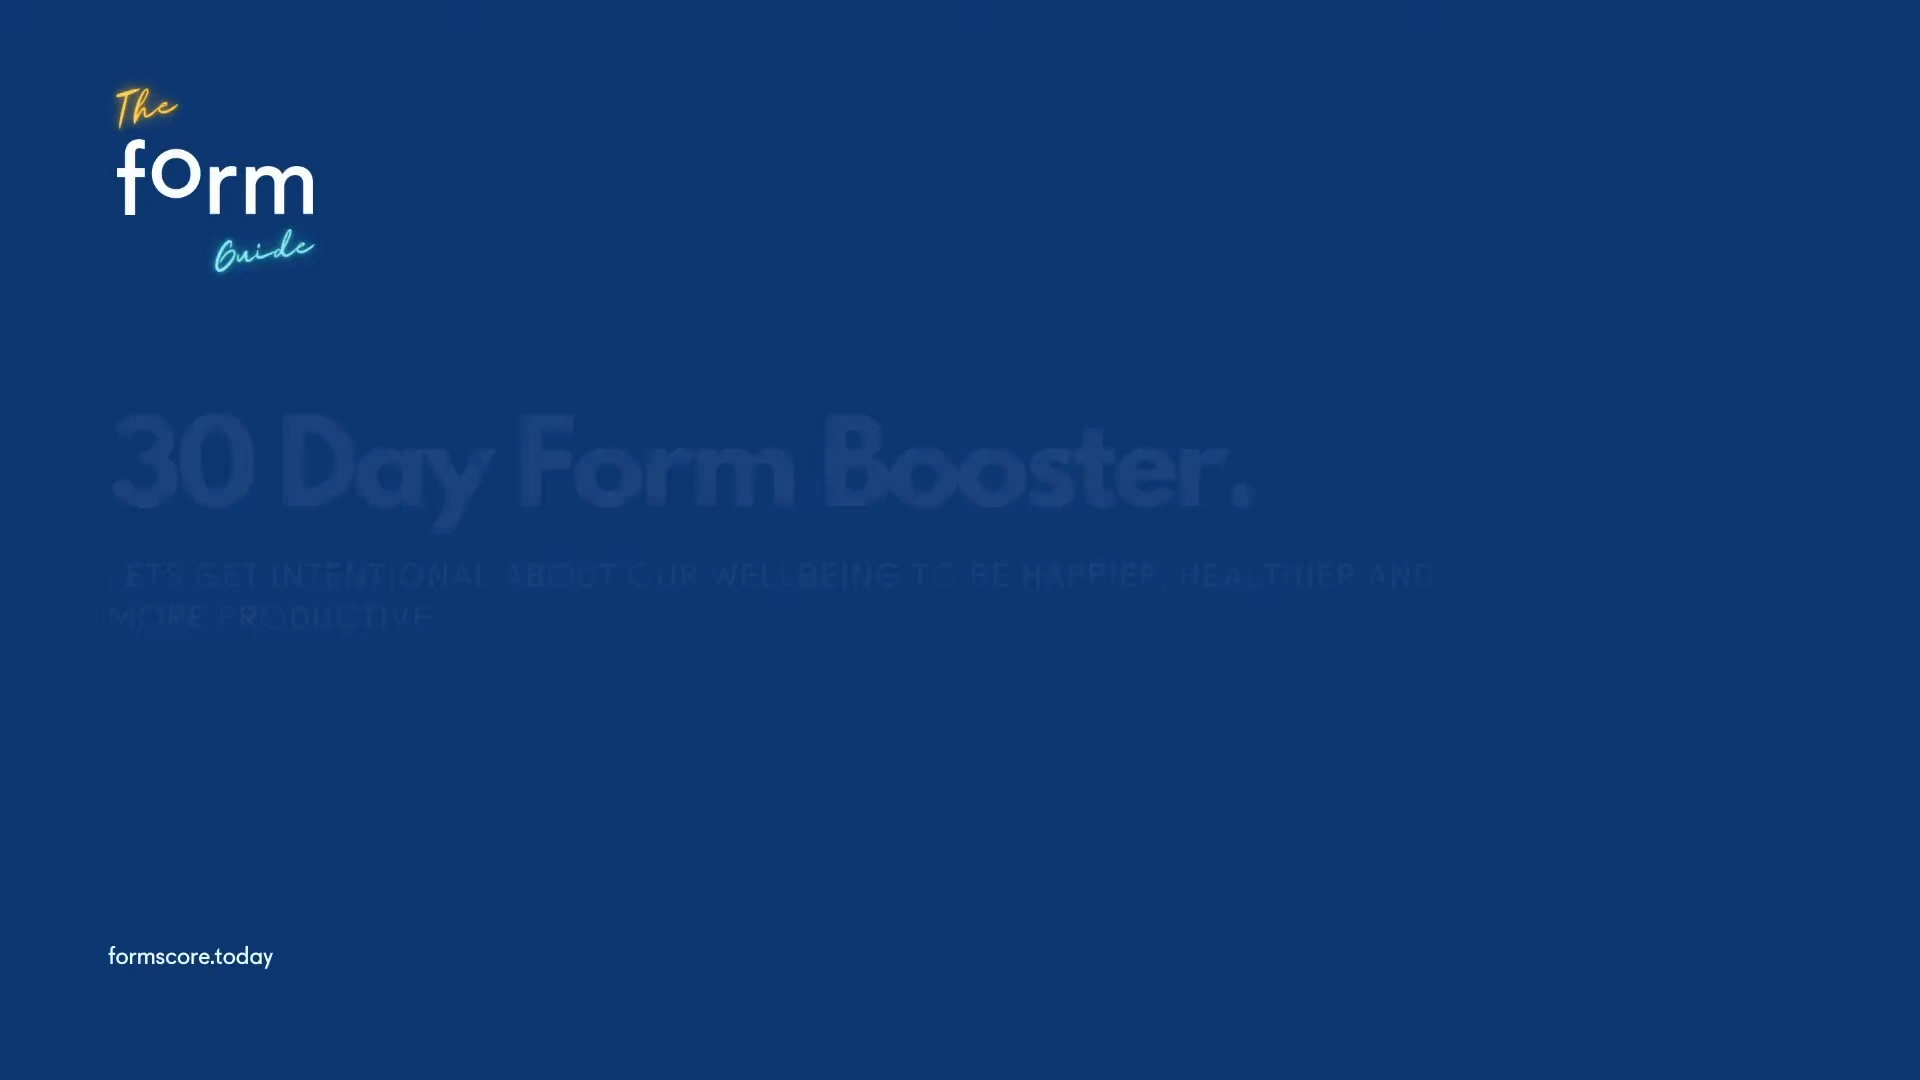 The
form
Guide
30 Day Form Booster.
LETS GET INTENTIONAL ABOUT OUR WELLBEING TO BE HAPPIER, HEALTHIER AND
MORE PRODUCTIVE
formscore.today